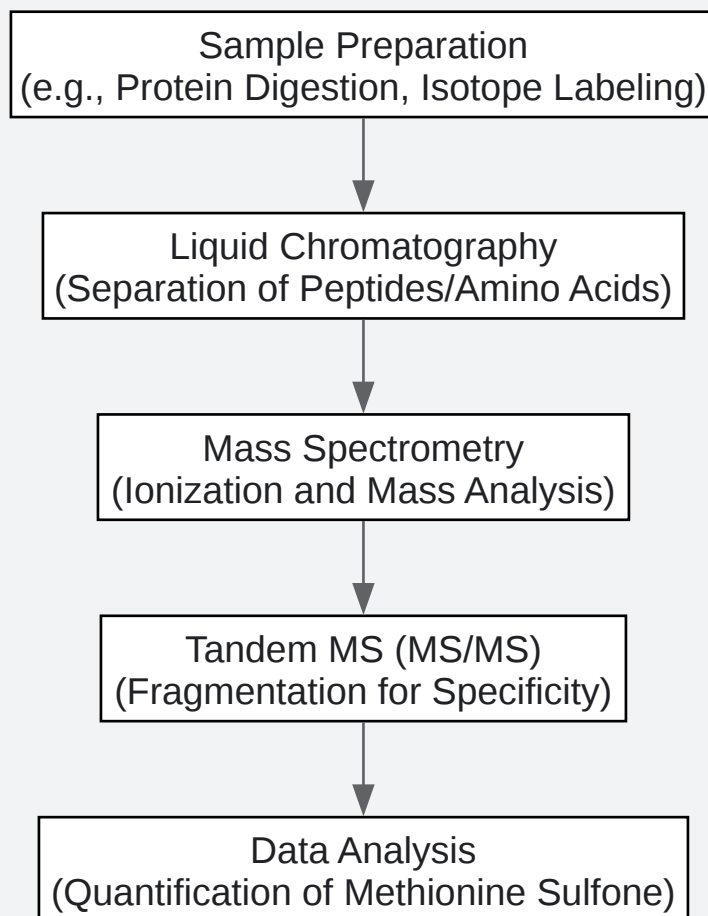 Sample Preparation
(e.g., Protein Digestion, Isotope Labeling)
Liquid Chromatography
(Separation of Peptides/Amino Acids)
Mass Spectrometry
(Ionization and Mass Analysis)
Tandem MS (MS/MS)
(Fragmentation for Specificity)
Data Analysis
(Quantification of Methionine Sulfone)